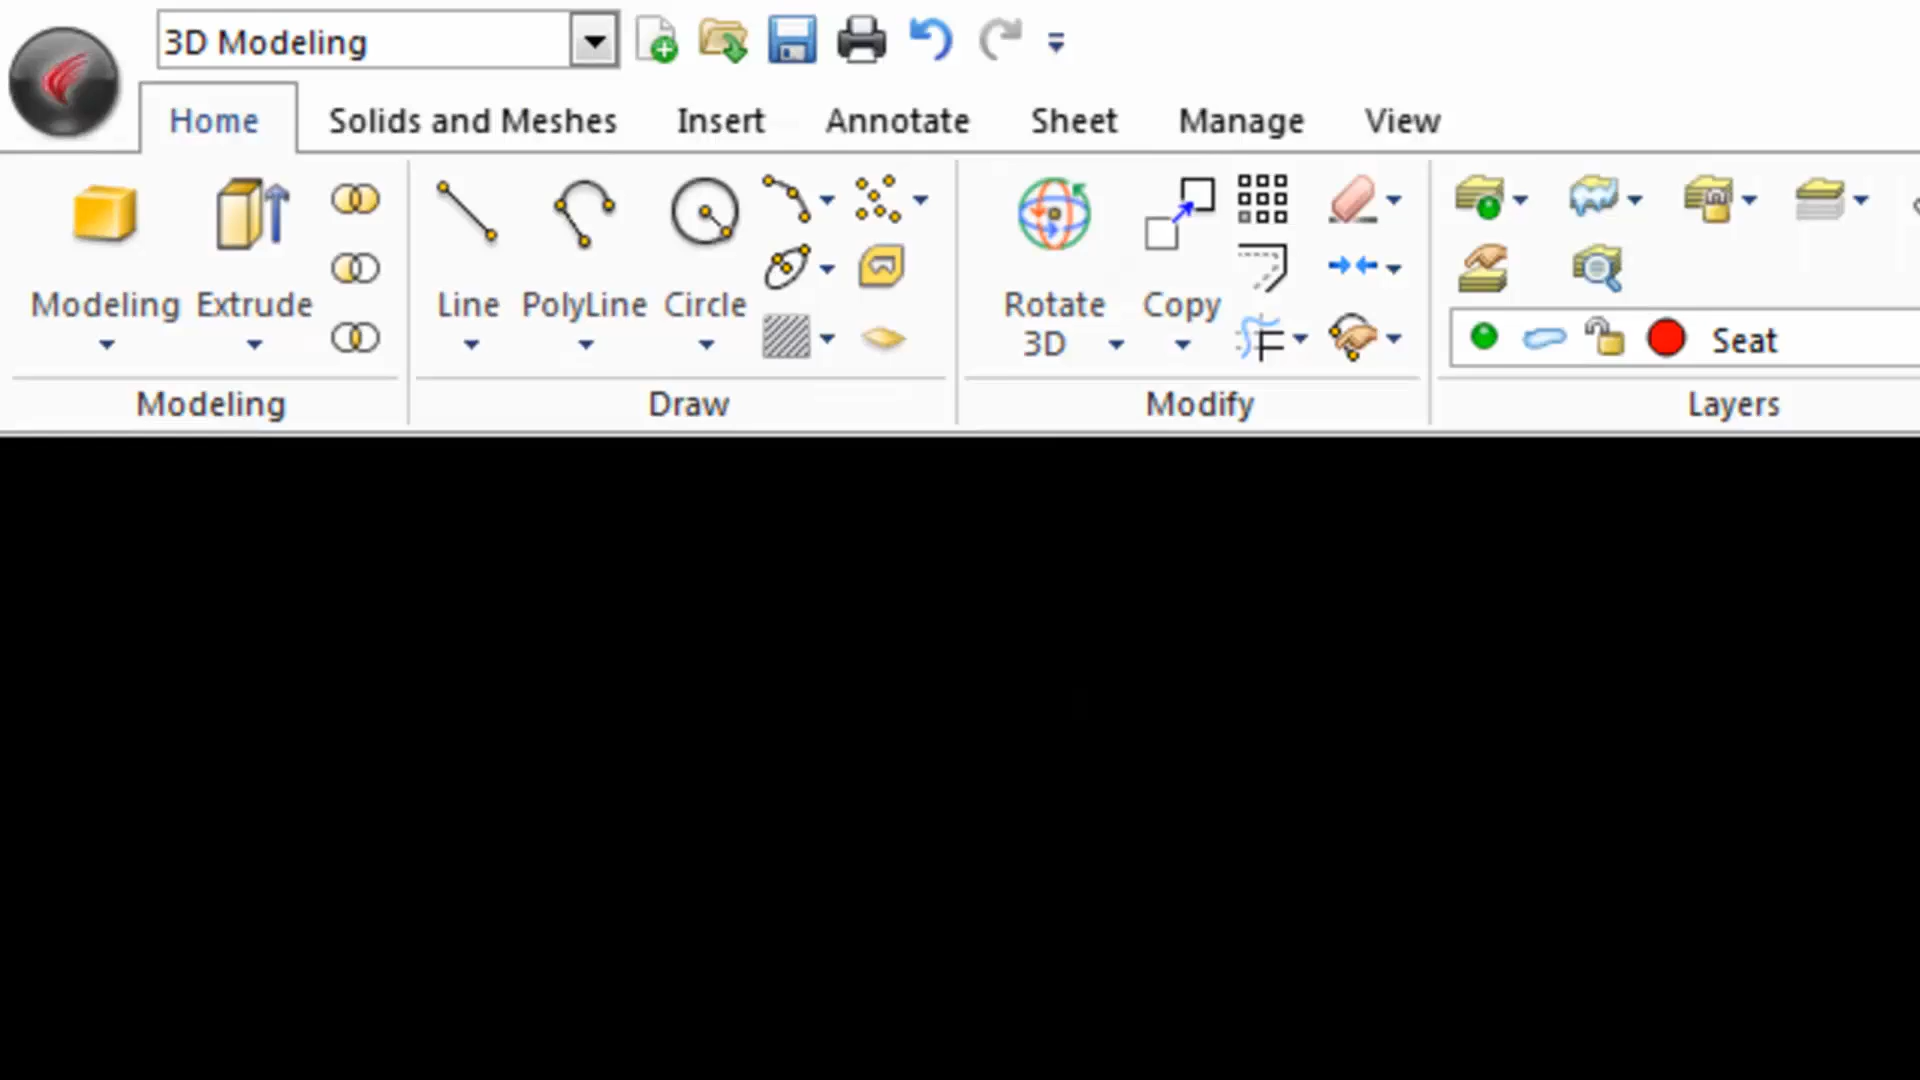 3D Modeling
Home Solids and Meshes Insert Annotate Sheet Manage View
Modeling Extrude Line PolyLine Circle Rotate 3D Copy
Seat
Modeling Draw Modify Layers